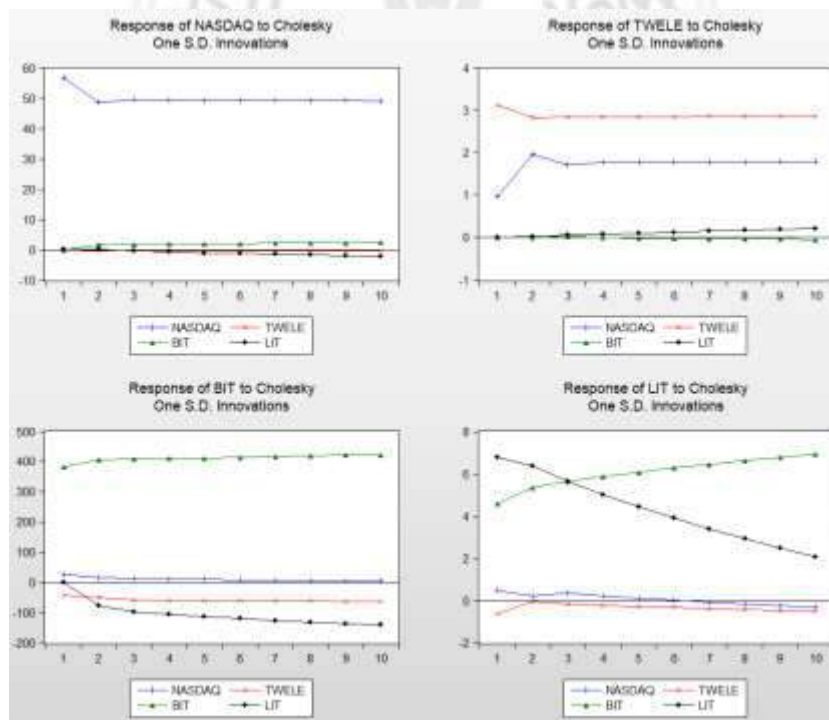 Response of NASDAQ to Cholesky
One S.D. Innovations
60
50
40
30
20
10
0
-10
1 2 3 4 5 6 7 8 9 10
NASDAQ TWELE
BIT LIT
Response of TWELE to Cholesky
One S.D. Innovations
4
3
2
1
0
-1
1 2 3 4 5 6 7 8 9 10
NASDAQ TWELE
BIT LIT
Response of BIT to Cholesky
One S.D. Innovations
500
400
300
200
100
0
-100
-200
1 2 3 4 5 6 7 8 9 10
NASDAQ TWELE
BIT LIT
Response of LIT to Cholesky
One S.D. Innovations
8
6
4
2
0
-2
1 2 3 4 5 6 7 8 9 10
NASDAQ TWELE
BIT LIT